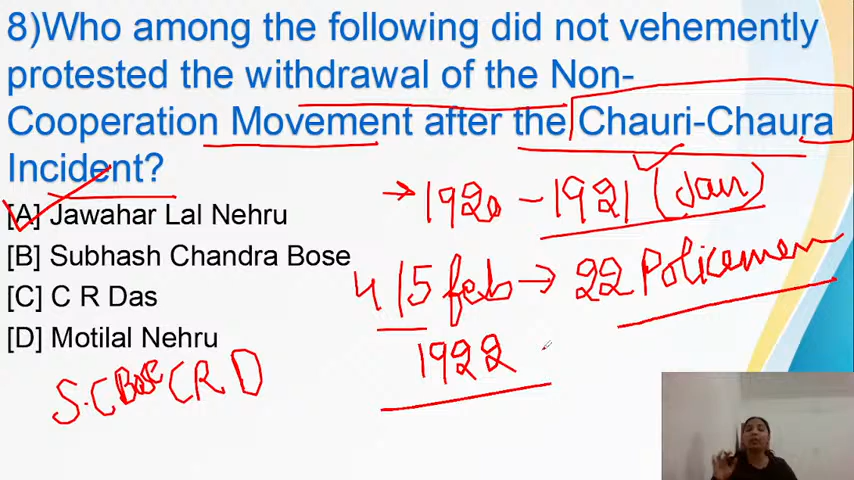 8)Who among the following did not vehemently
protested the withdrawal of the Non-
Cooperation Movement after the Chauri-Chaura
Incident?
[A] Jawahar Lal Nehru
[B] Subhash Chandra Bose
[C] C R Das
[D] Motilal Nehru
→ 1920 - 1921 (Jan)
4/5 feb → 22 Policemen
1922
S.C Bose C R D